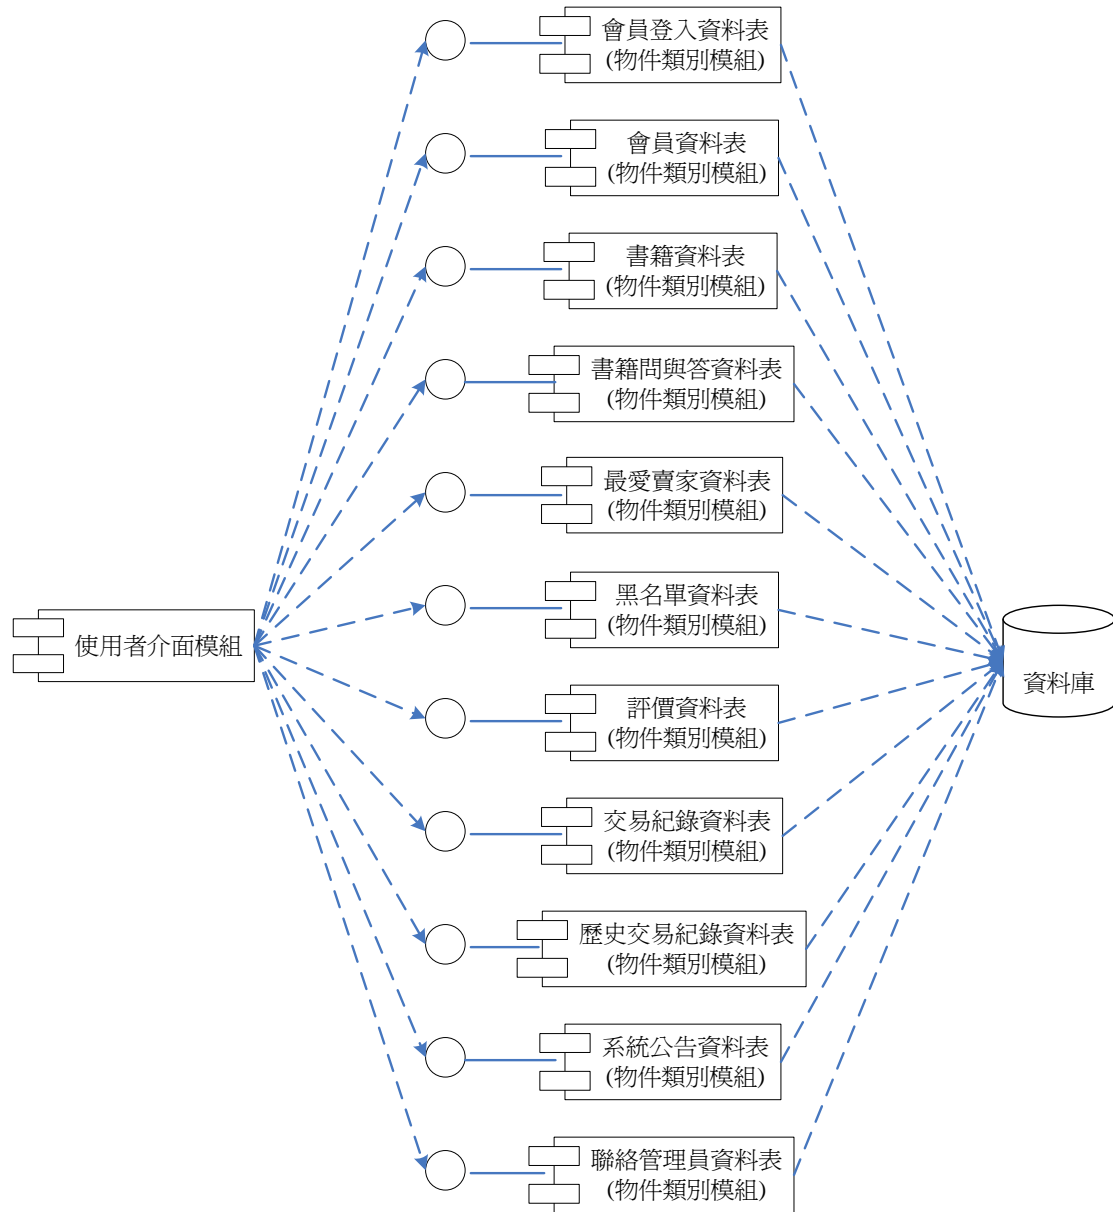 會員登入資料表
(物件類別模組)
會員資料表
(物件類別模組)
書籍資料表
(物件類別模組)
書籍問與答資料表
(物件類別模組)
最愛賣家資料表
(物件類別模組)
黑名單資料表
(物件類別模組)
使用者介面模組
資料庫
評價資料表
(物件類別模組)
交易紀錄資料表
(物件類別模組)
歷史交易紀錄資料表
(物件類別模組)
系統公告資料表
(物件類別模組)
聯絡管理員資料表
(物件類別模組)